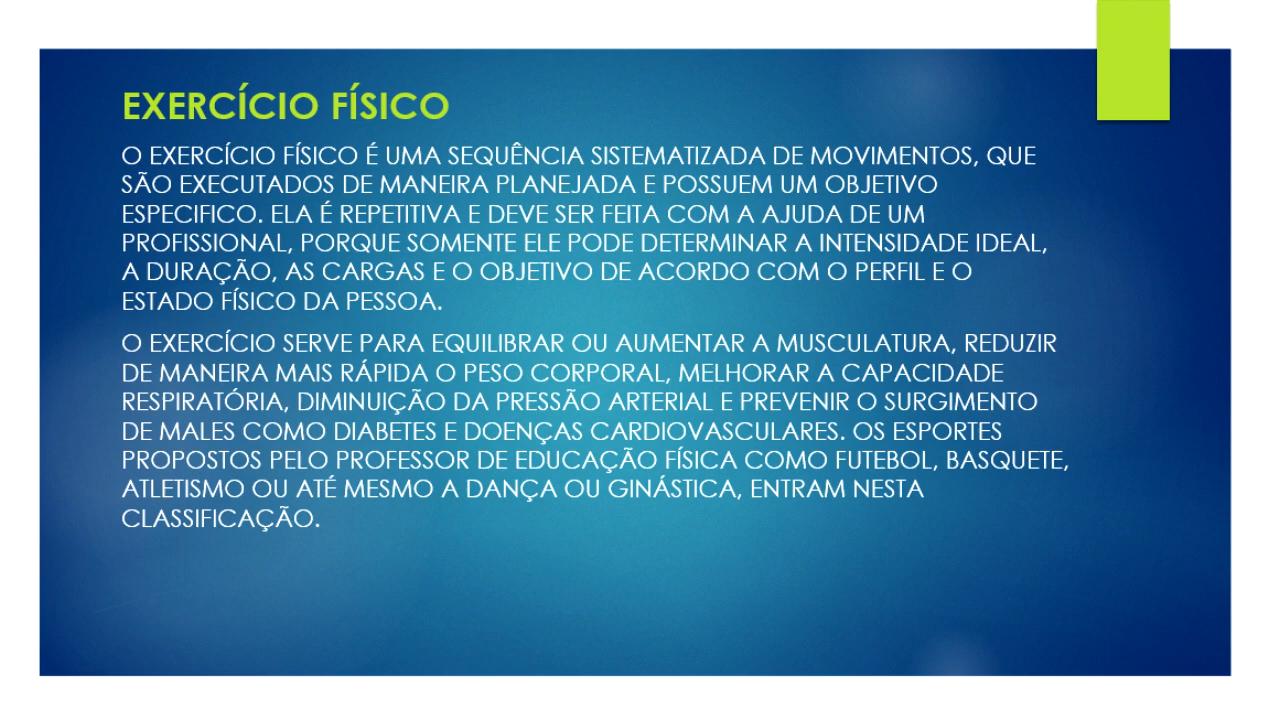 EXERCÍCIO FÍSICO
O EXERCÍCIO FÍSICO É UMA SEQUÊNCIA SISTEMATIZADA DE MOVIMENTOS, QUE
SÃO EXECUTADOS DE MANEIRA PLANEJADA E POSSUEM UM OBJETIVO
ESPECIFICO. ELA É REPETITIVA E DEVE SER FEITA COM A AJUDA DE UM
PROFISSIONAL, PORQUE SOMENTE ELE PODE DETERMINAR A INTENSIDADE IDEAL,
A DURAÇÃO, AS CARGAS E O OBJETIVO DE ACORDO COM O PERFIL E O
ESTADO FÍSICO DA PESSOA.
O EXERCÍCIO SERVE PARA EQUILIBRAR OU AUMENTAR A MUSCULATURA, REDUZIR
DE MANEIRA MAIS RÁPIDA O PESO CORPORAL, MELHORAR A CAPACIDADE
RESPIRATÓRIA, DIMINUIÇÃO DA PRESSÃO ARTERIAL E PREVENIR O SURGIMENTO
DE MALES COMO DIABETES E DOENÇAS CARDIOVASCULARES. OS ESPORTES
PROPOSTOS PELO PROFESSOR DE EDUCAÇÃO FÍSICA COMO FUTEBOL, BASQUETE,
ATLETISMO OU ATÉ MESMO A DANÇA OU GINÁSTICA, ENTRAM NESTA
CLASSIFICAÇÃO.